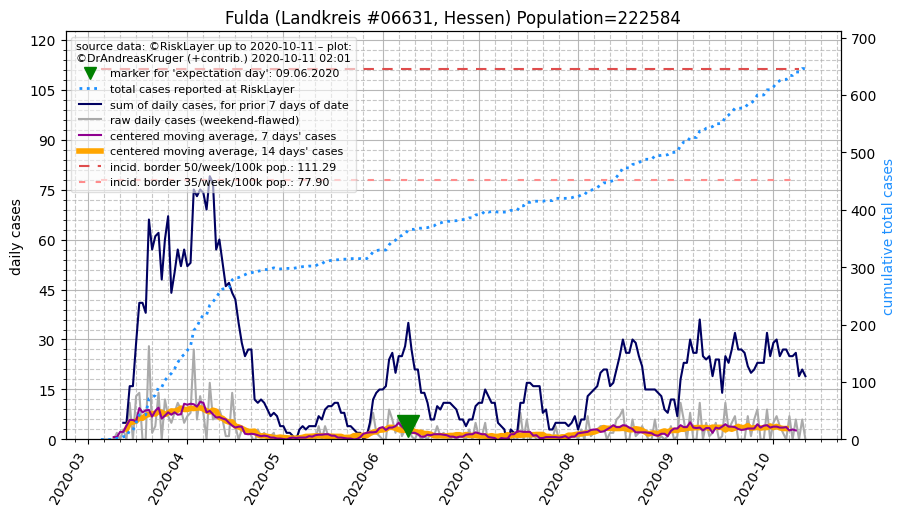 Fulda (Landkreis #06631, Hessen) Population=222584
source data: ©RiskLayer up to 2020-10-11 – plot:
©DrAndreasKruger (+contrib.) 2020-10-11 02:01
marker for 'expectation day': 09.06.2020
total cases reported at RiskLayer
sum of daily cases, for prior 7 days of date
raw daily cases (weekend-flawed)
centered moving average, 7 days' cases
centered moving average, 14 days' cases
incid. border 50/week/100k pop.: 111.29
incid. border 35/week/100k pop.: 77.90
daily cases
120
105
90
75
60
45
30
15
0
700
600
500
400
300
200
100
0
cumulative total cases
2020-03
2020-04
2020-05
2020-06
2020-07
2020-08
2020-09
2020-10